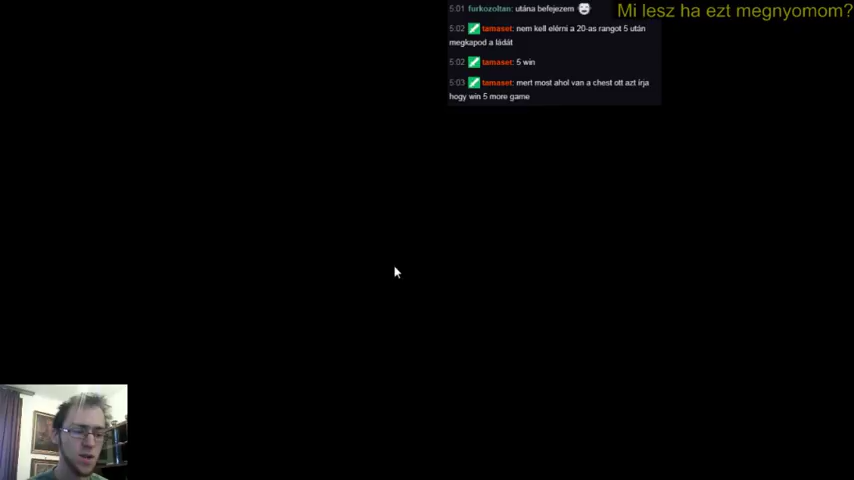 Mi lesz ha ezt megnyomom?
5:01 furkozoltan: utána befejezem
5:02 tamaset: nem kell elérni a 20-as rangot 5 után
megkapod a ládát
5:02 tamaset: 5 win
5:03 tamaset: mert most ahol van a chest ott azt írja
hogy win 5 more game